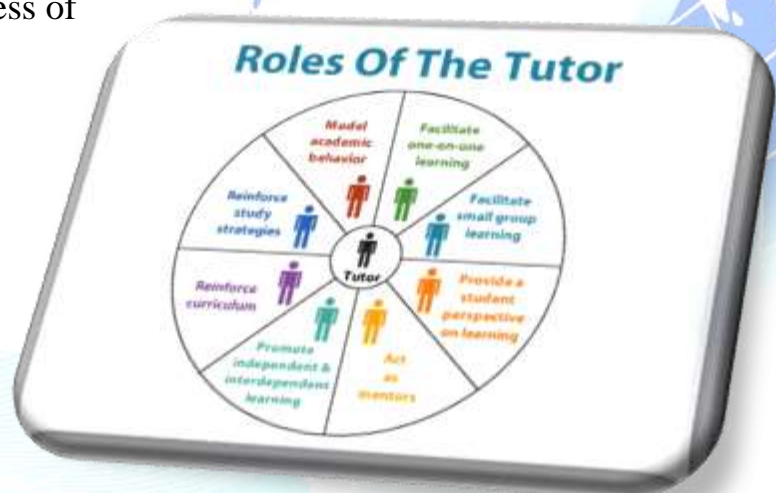 ess of
Roles Of The Tutor
Model
academic
behavior
Facilitate
one-on-one
learning
Facilitate
small group
learning
Provide a
student
perspective
on learning
Act
as
mentors
Promote
independent &
interdependent
learning
Reinforce
curriculum
Reinforce
study
strategies
Tutor